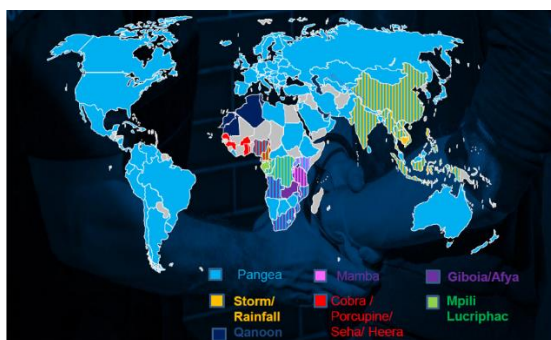 Pangea
Mamba
Giboia/Afya
Storm/
Rainfall
Cobra /
Porcupine/
Seha/ Heera
Mpili
Lucriphac
Qanoon